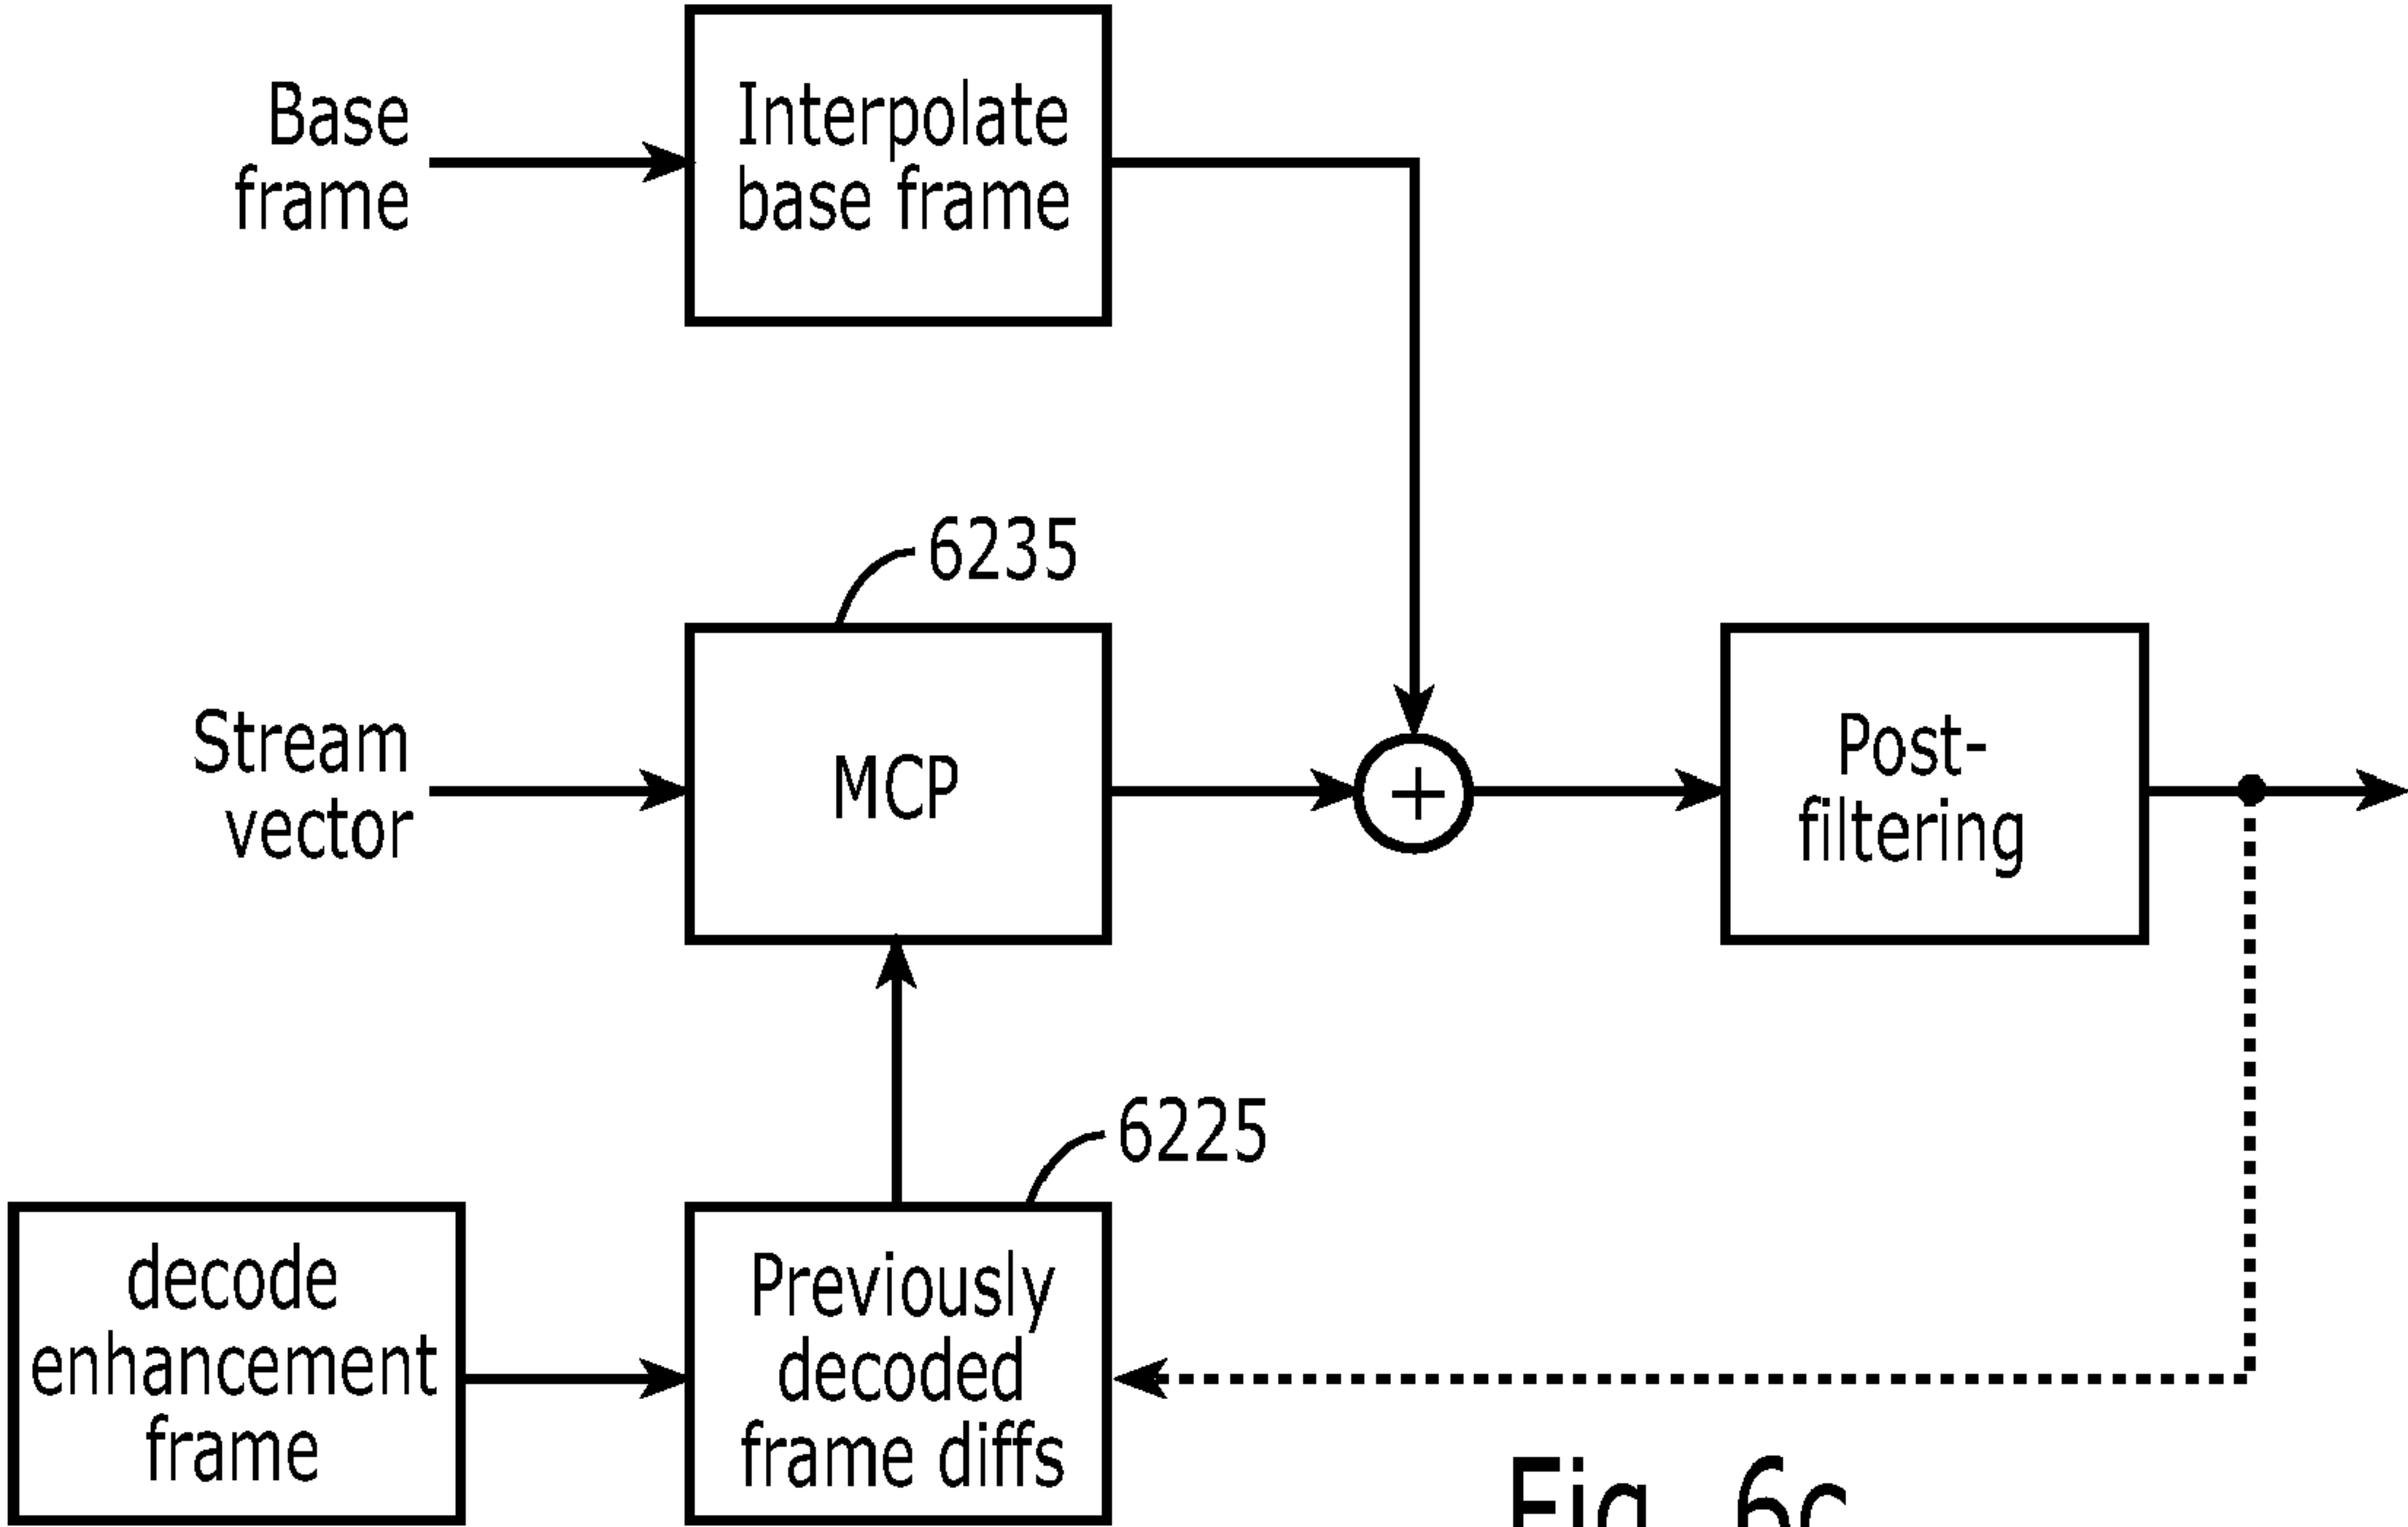 Base
frame
Interpolate
base frame
6235
Stream
vector
MCP
+
Post-
filtering
6225
decode
enhancement
frame
Previously
decoded
frame diffs
Fig. 6c